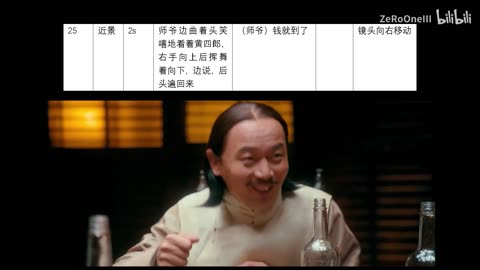 ZeRoOneIII bilibili
25 近景 2s 师爷边曲着头笑 (师爷)钱就到了 镜头向右移动
嘻地看着黄四郎,
右手向上后挥舞
着向下,边说,后
头遍回来